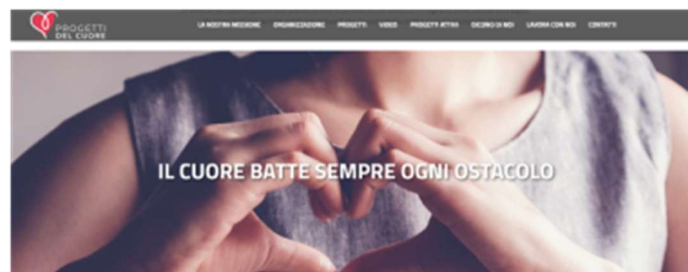 PROGETTI
DEL CUORE
LA NOSTRA MISSIONE ORGANIZZAZIONE PROGETTI VIDEO PROGETTI ATTIVI DICONO DI NOI LAVORA CON NOI CONTATTI
IL CUORE BATTE SEMPRE OGNI OSTACOLO